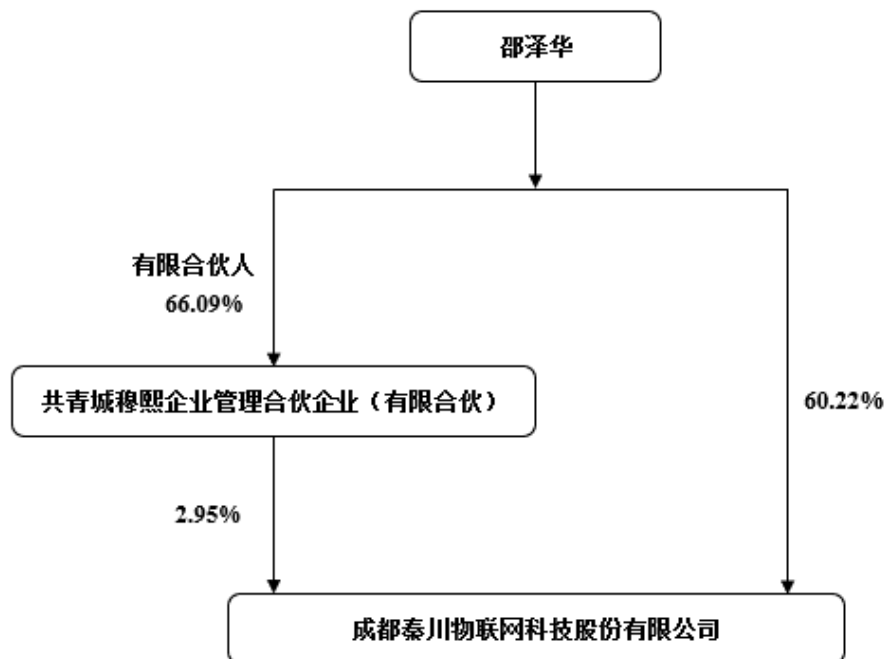 邵泽华
有限合伙人
66.09%
共青城穆熙企业管理合伙企业（有限合伙）
60.22%
2.95%
成都秦川物联网科技股份有限公司